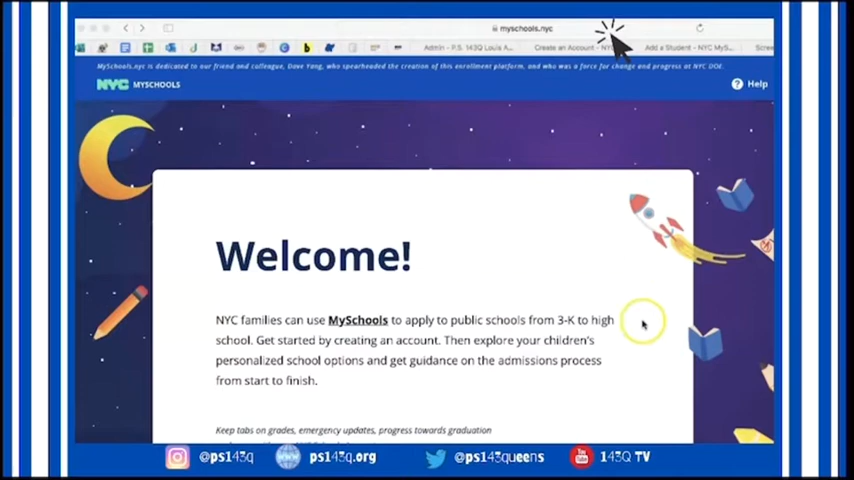 myschools.nyc
Admin - P.S. 143Q Louis A...
Create an Account - NYC
Add a Student - NYC MyS...
MySchools.nyc is dedicated to our friend and colleague, Dave Yang, who spearheaded the creation of this enrollment platform, and who was a force for change and progress at NYC DOE.
NYC MYSCHOOLS
? Help
Welcome!
NYC families can use MySchools to apply to public schools from 3-K to high
school. Get started by creating an account. Then explore your children's
personalized school options and get guidance on the admissions process
from start to finish.
Keep tabs on grades, emergency updates, progress towards graduation
@ps143q
ps143q.org
@ps143queens
143Q TV